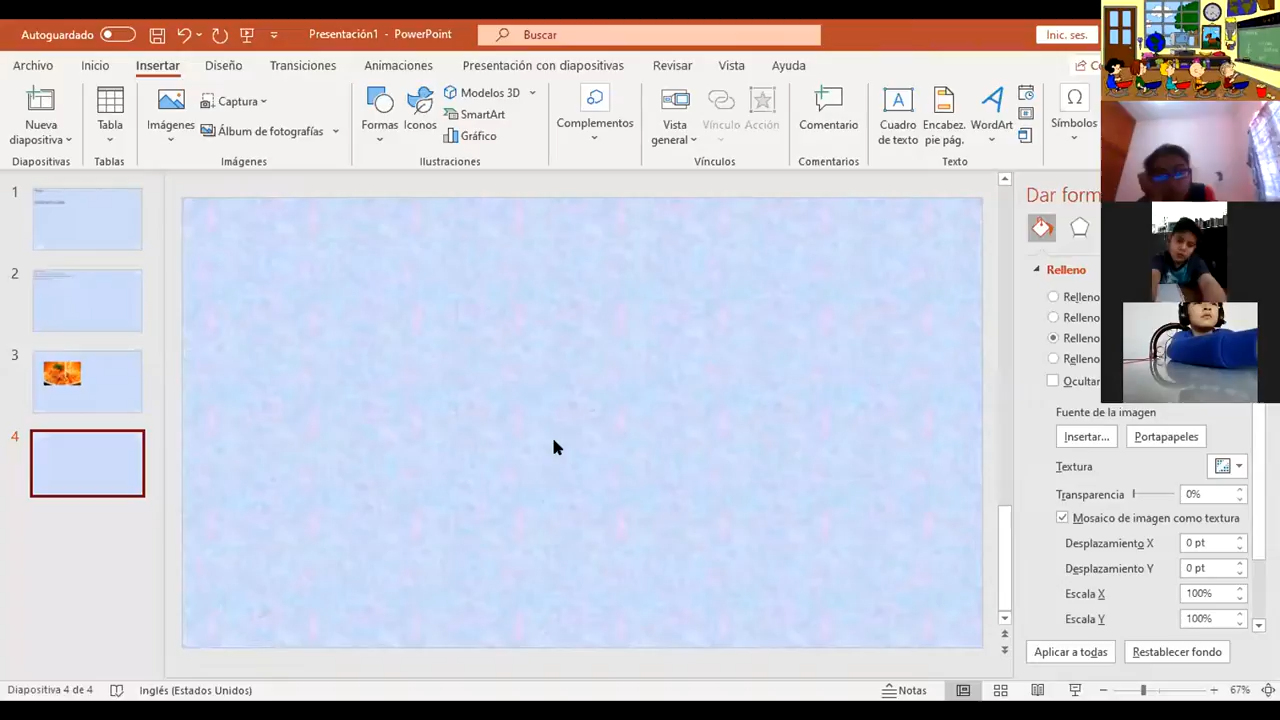 Autoguardado
Presentación1 - PowerPoint
Buscar
Inic. ses.
Archivo
Inicio
Insertar
Diseño
Transiciones
Animaciones
Presentación con diapositivas
Revisar
Vista
Ayuda
Co
Nueva
diapositiva
Tabla
Imágenes
Captura
Álbum de fotografías
Formas
Iconos
Modelos 3D
SmartArt
Gráfico
Complementos
Vista
general
Vínculo
Acción
Comentario
Cuadro
de texto
Encabez.
pie pág.
WordArt
Símbolos
Diapositivas
Tablas
Imágenes
Ilustraciones
Vínculos
Comentarios
Texto
1
2
3
4
Dar form
Relleno
Relleno
Relleno
Relleno
Relleno
Ocultar
Fuente de la imagen
Insertar...
Portapapeles
Textura
Transparencia
0%
Mosaico de imagen como textura
Desplazamiento X
0 pt
Desplazamiento Y
0 pt
Escala X
100%
Escala Y
100%
Aplicar a todas
Restablecer fondo
Diapositiva 4 de 4
Inglés (Estados Unidos)
Notas
67%